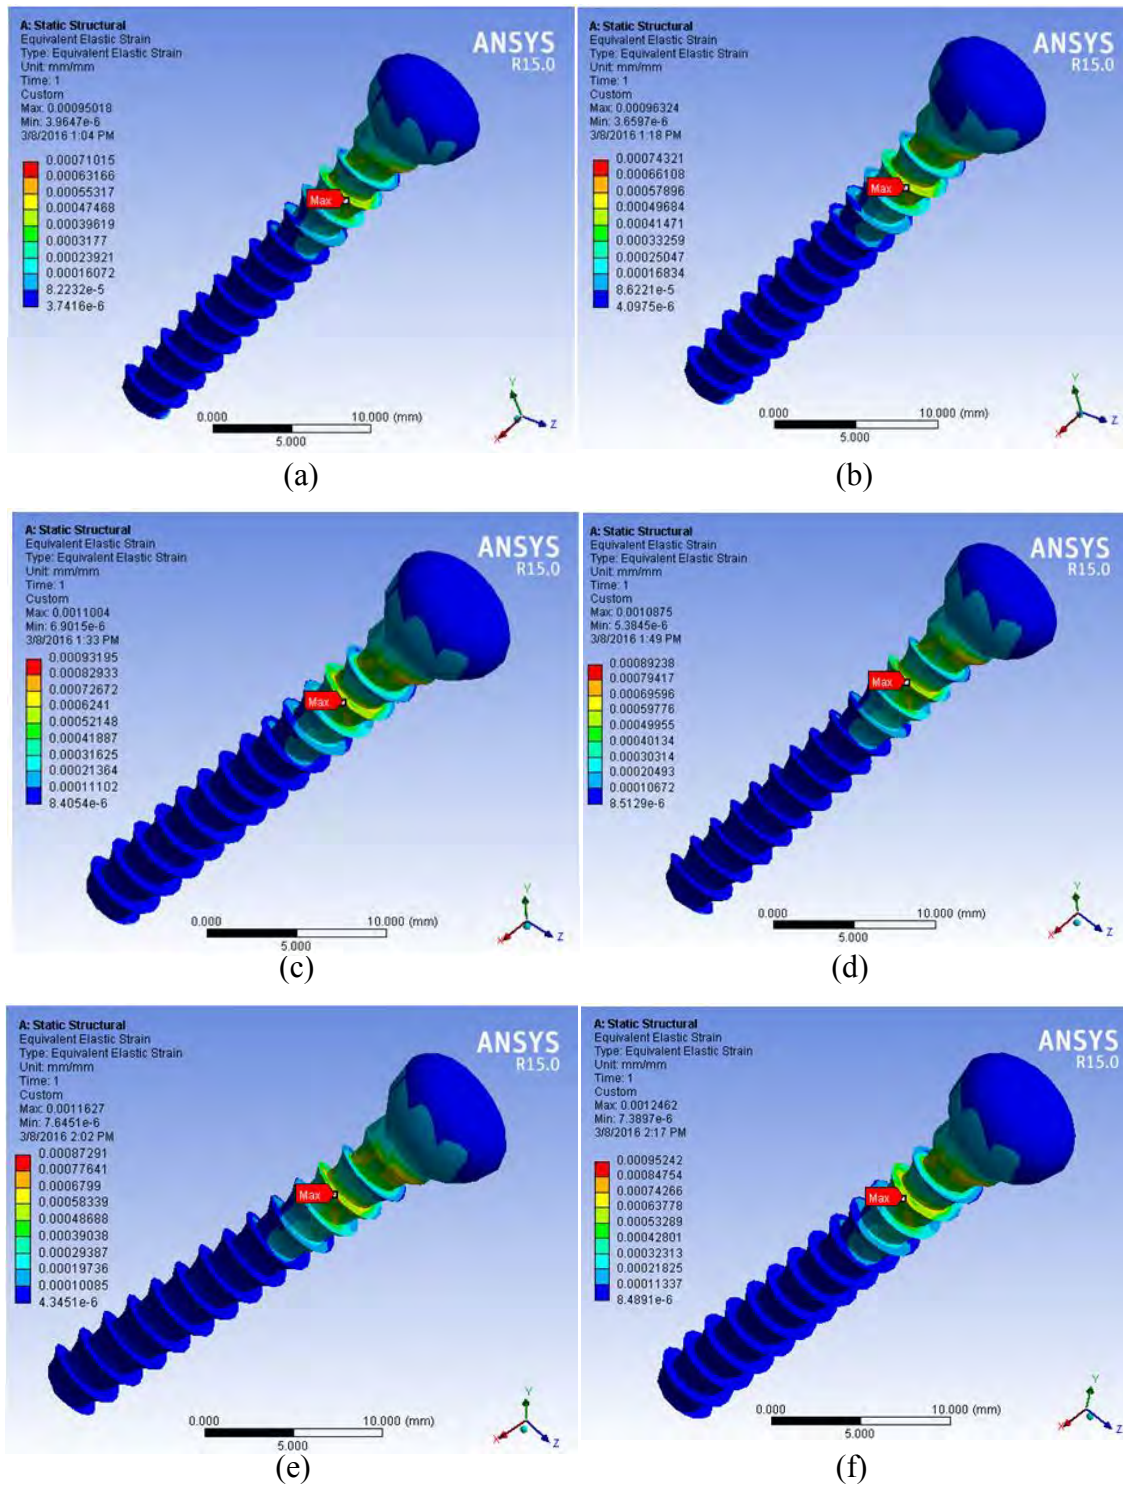 A: Static Structural
Equivalent Elastic Strain
Type: Equivalent Elastic Strain
Unit: mm/mm
Time: 1
Custom
Max: 0.00095018
Min: 3.9647e-6
3/8/2016 1:04 PM
ANSYS
R15.0
0.00071015
0.00063166
0.00055317
0.00047468
0.00039619
0.0003177
0.00023921
0.00016072
8.2232e-5
3.7416e-6
Max
0.000
10.000 (mm)
5.000
Y
X
Z
(a)
A: Static Structural
Equivalent Elastic Strain
Type: Equivalent Elastic Strain
Unit: mm/mm
Time: 1
Custom
Max: 0.00096324
Min: 3.6597e-6
3/8/2016 1:18 PM
ANSYS
R15.0
0.00074321
0.00066108
0.00057896
0.00049684
0.00041471
0.00033259
0.00025047
0.00016834
8.6221e-5
4.0975e-6
Max
0.000
10.000 (mm)
5.000
Y
X
Z
(b)
A: Static Structural
Equivalent Elastic Strain
Type: Equivalent Elastic Strain
Unit: mm/mm
Time: 1
Custom
Max: 0.0011004
Min: 6.9015e-6
3/8/2016 1:33 PM
ANSYS
R15.0
0.00093195
0.00082933
0.00072672
0.0006241
0.00052148
0.00041887
0.00031625
0.00021364
0.00011102
8.4054e-6
Max
0.000
10.000 (mm)
5.000
Y
X
Z
(c)
A: Static Structural
Equivalent Elastic Strain
Type: Equivalent Elastic Strain
Unit: mm/mm
Time: 1
Custom
Max: 0.0010875
Min: 5.3845e-6
3/8/2016 1:49 PM
ANSYS
R15.0
0.00089238
0.00079417
0.00069596
0.00059776
0.00049955
0.00040134
0.00030314
0.00020493
0.00010672
8.5129e-6
Max
0.000
10.000 (mm)
5.000
Y
X
Z
(d)
A: Static Structural
Equivalent Elastic Strain
Type: Equivalent Elastic Strain
Unit: mm/mm
Time: 1
Custom
Max: 0.0011627
Min: 7.6451e-6
3/8/2016 2:02 PM
ANSYS
R15.0
0.00087291
0.00077641
0.0006799
0.00058339
0.00048688
0.00039038
0.00029387
0.00019736
0.00010085
4.3451e-6
Max
0.000
10.000 (mm)
5.000
Y
X
Z
(e)
A: Static Structural
Equivalent Elastic Strain
Type: Equivalent Elastic Strain
Unit: mm/mm
Time: 1
Custom
Max: 0.0012462
Min: 7.3897e-6
3/8/2016 2:17 PM
ANSYS
R15.0
0.00095242
0.00084754
0.00074266
0.00063778
0.00053289
0.00042801
0.00032313
0.00021825
0.00011337
8.4891e-6
Max
0.000
10.000 (mm)
5.000
Y
X
Z
(f)